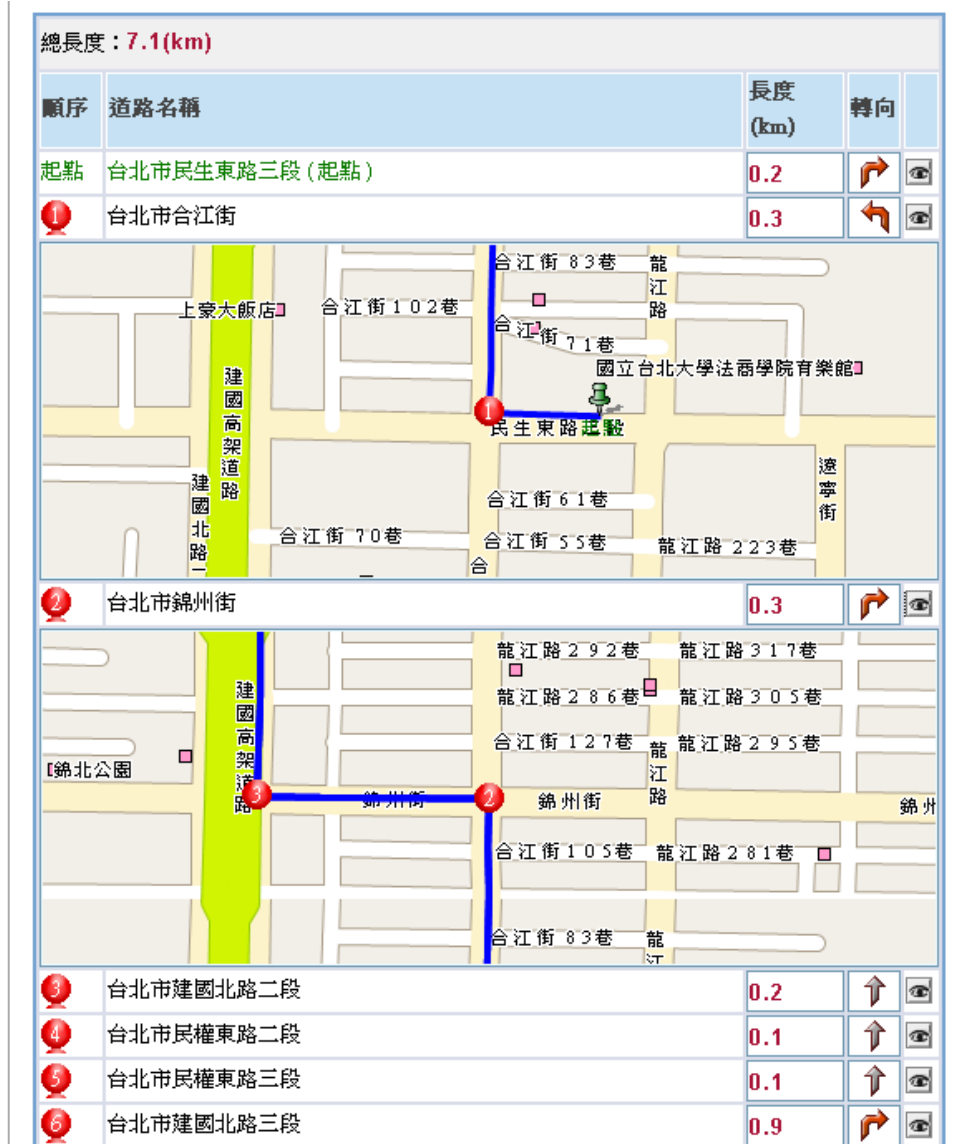 總長度：7.1(km)
順序 道路名稱 長度(km) 轉向
起點 台北市民生東路三段(起點) 0.2
1 台北市合江街 0.3
合江街 83巷
龍江路
上豪大飯店
合江街102巷
合江街 71巷
國立台北大學法商學院育樂館
建國高架道路
1
民生東路
起點
建國北路二
遼寧街
合江街61巷
合江街 70巷
合江街 55巷
龍江路 223巷
合
2 台北市錦州街 0.3
龍江路292巷
龍江路317巷
建國高架道路
龍江路286巷
龍江路305巷
合江街127巷
龍江路
龍江路295巷
錦北公園
3
錦州街
2
錦州街
錦州
合江街105巷
龍江路281巷
合江街 83巷
龍江
3 台北市建國北路二段 0.2
4 台北市民權東路二段 0.1
5 台北市民權東路三段 0.1
6 台北市建國北路三段 0.9